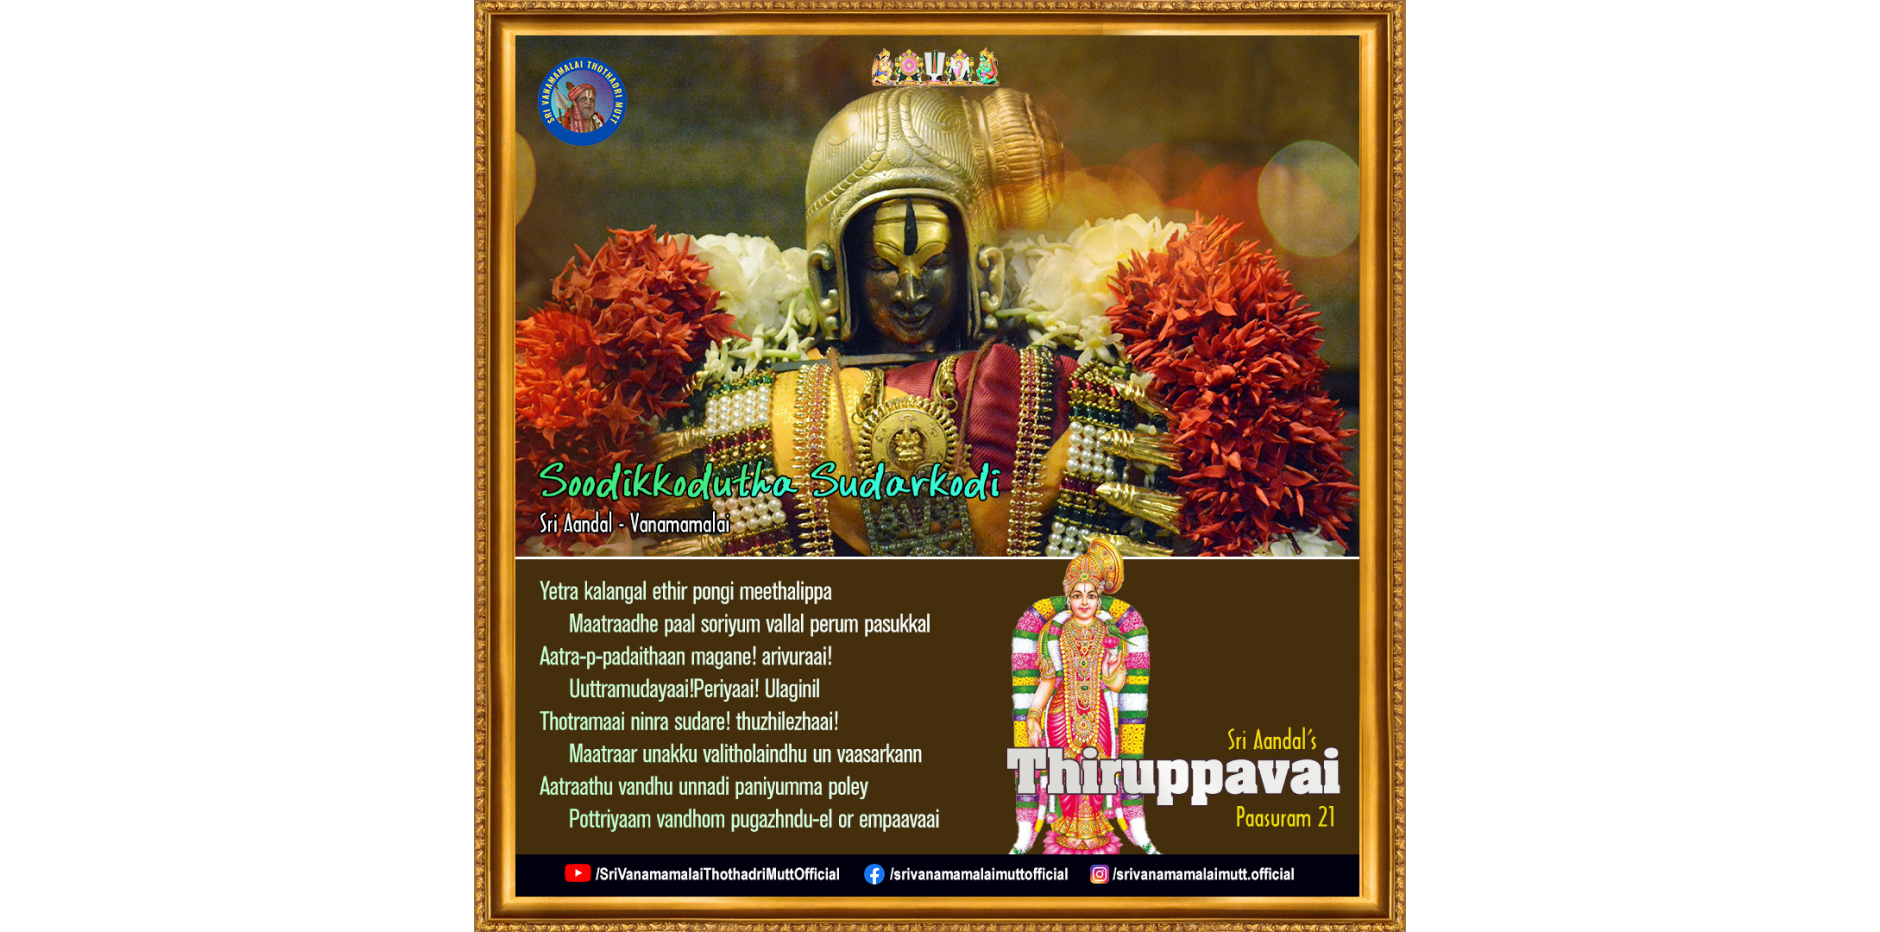 SRI VANAMAMALAI THOTHADRI MUTT
Soodikkodutha Sudarkodi
Sri Aandal - Vanamamalai
Yetra kalangal ethir pongi meethalippa
Maatraadhe paal soriyum vallal perum pasukkal
Aatra-p-padaithaan magane! arivuraai!
Uuttramudayaai!Periyaai! Ulaginil
Thotramaai ninra sudare! thuzhilezhaai!
Maatraar unakku valitholaindhu un vaasarkann
Aatraathu vandhu unnadi paniyumma poley
Pottriyaam vandhom pugazhndu-el or empaavaai
Sri Aandal's
Thiruppavai
Paasuram 21
/SriVanamamalaiThothadriMuttOfficial /srivanamamalaimuttofficial /srivanamamalaimutt.official